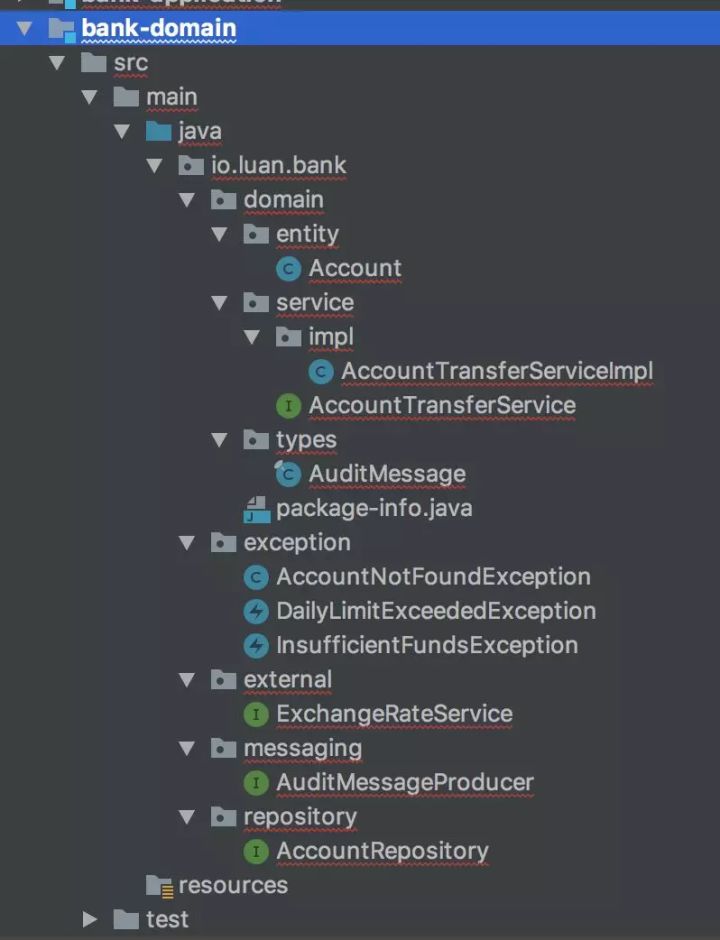 bank-application
bank-domain
src
main
java
io.luan.bank
domain
entity
Account
service
impl
AccountTransferServiceImpl
AccountTransferService
types
AuditMessage
package-info.java
exception
AccountNotFoundException
DailyLimitExceededException
InsufficientFundsException
external
ExchangeRateService
messaging
AuditMessageProducer
repository
AccountRepository
resources
test